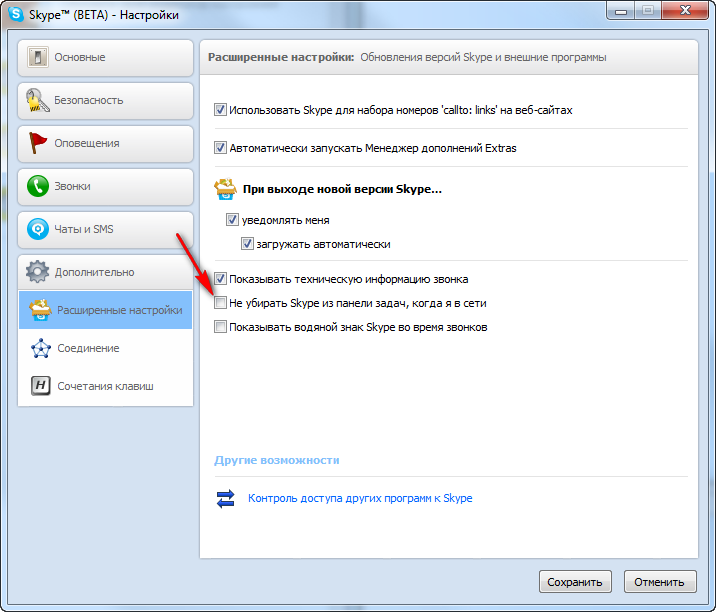 Skype™ (BETA) - Настройки
Основные
Безопасность
Оповещения
Звонки
Чаты и SMS
Дополнительно
Расширенные настройки
Соединение
H
Сочетания клавиш
Расширенные настройки: Обновления версий Skype и внешние программы
Использовать Skype для набора номеров 'callto: links' на веб-сайтах
Автоматически запускать Менеджер дополнений Extras
При выходе новой версии Skype...
уведомлять меня
загружать автоматически
Показывать техническую информацию звонка
Не убирать Skype из панели задач, когда я в сети
Показывать водяной знак Skype во время звонков
Другие возможности
Контроль доступа других программ к Skype
Сохранить
Отменить